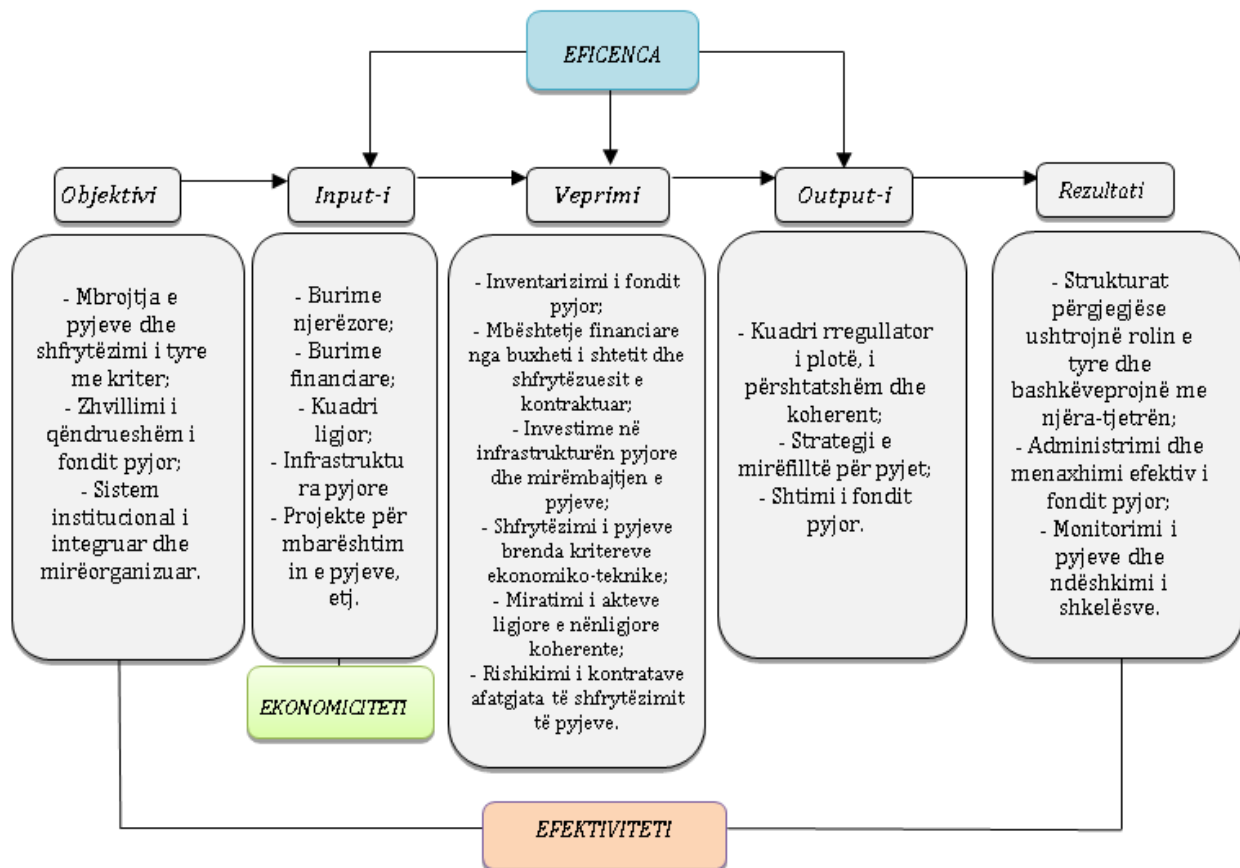 EFICENCA
Objektivi
Input-i
Veprimi
Output-i
Rezultati
- Mbrojtja e
pyjeve dhe
shfrytëzimi i tyre
me kriter;
- Zhvillimi i
qëndrueshëm i
fondit pyjor;
- Sistem
institucional i
integruar dhe
mirëorganizuar.
- Burime
njerëzore;
- Burime
financiare;
- Kuadri
ligjor;
- Infrastruktu
ra pyjore
- Projekte për
mbarështim
in e pyjeve,
etj.
- Inventarizimi i fondit
pyjor;
- Mbështetje financiare
nga buxheti i shtetit dhe
shfrytëzuesit e
kontraktuar;
- Investime në
infrastrukturën pyjore
dhe mirëmbajtjen e
pyjeve;
- Shfrytëzimi i pyjeve
brenda kritereve
ekonomiko-teknike;
- Miratimi i akteve
ligjore e nënligjore
koherente;
- Rishikimi i kontratave
afatgjata të shfrytëzimit
të pyjeve.
- Kuadri rregullator
i plotë, i
përshtatshëm dhe
koherent;
- Strategji e
mirëfilltë për pyjet;
- Shtimi i fondit
pyjor.
- Strukturat
përgjegjëse
ushtrojnë rolin e
tyre dhe
bashkëveprojnë me
njëra-tjetrën;
- Administrimi dhe
menaxhimi efektiv i
fondit pyjor;
- Monitorimi i
pyjeve dhe
ndëshkimi i
shkelësve.
EKONOMICITETI
EFEKTIVITETI